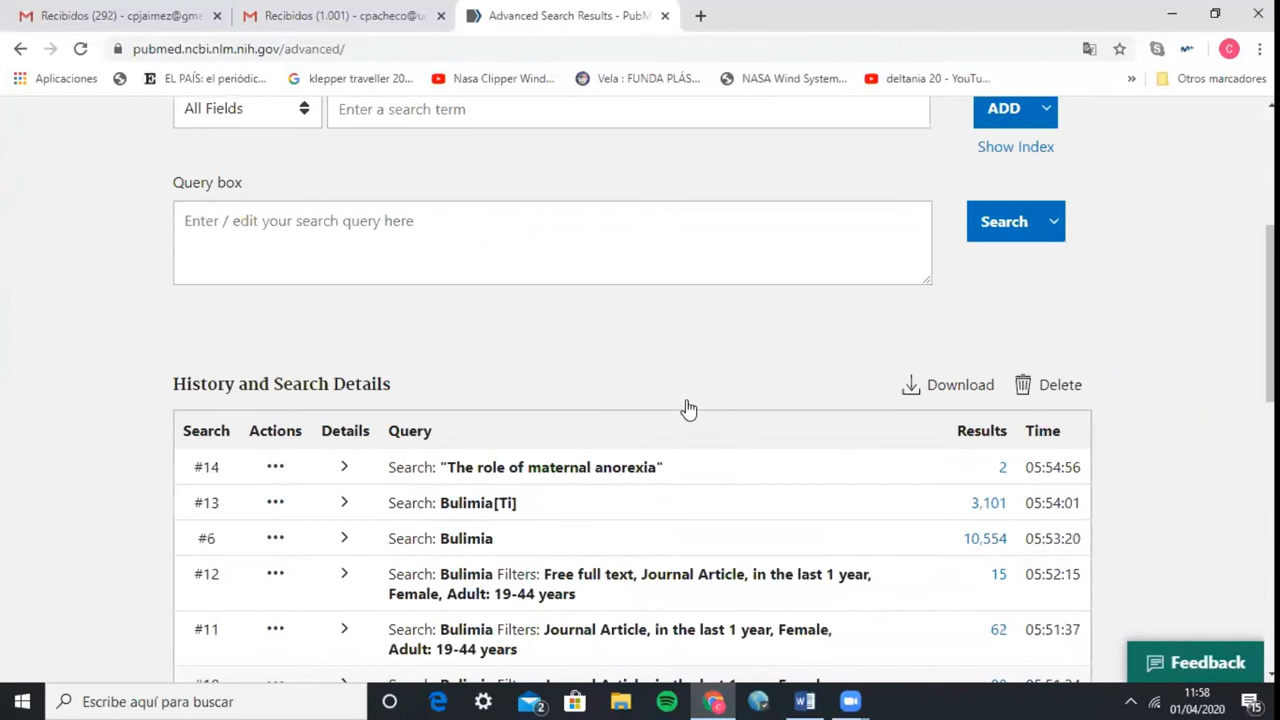 Recibidos (292) - cpjaimez@gma
Recibidos (1.001) - cpacheco@u
Advanced Search Results - PubM
pubmed.ncbi.nlm.nih.gov/advanced/
C
Aplicaciones
EL PAÍS: el periódic...
klepper traveller 20...
Nasa Clipper Win...
Vela : FUNDA PLÁS...
NASA Wind System...
deltania 20 - YouTu...
»
Otros marcadores
All Fields
Enter a search term
ADD
Show Index
Query box
Enter / edit your search query here
Search
History and Search Details
Download
Delete
Search Actions Details Query Results Time
#14 ••• Search: "The role of maternal anorexia" 2 05:54:56
#13 ••• Search: Bulimia[Ti] 3,101 05:54:01
#6 ••• Search: Bulimia 10,554 05:53:20
#12 ••• Search: Bulimia Filters: Free full text, Journal Article, in the last 1 year, 15 05:52:15
Female, Adult: 19-44 years
#11 ••• Search: Bulimia Filters: Journal Article, in the last 1 year, Female, 62 05:51:37
Adult: 19-44 years
Feedback
Escribe aquí para buscar
2
11:58
01/04/2020
15